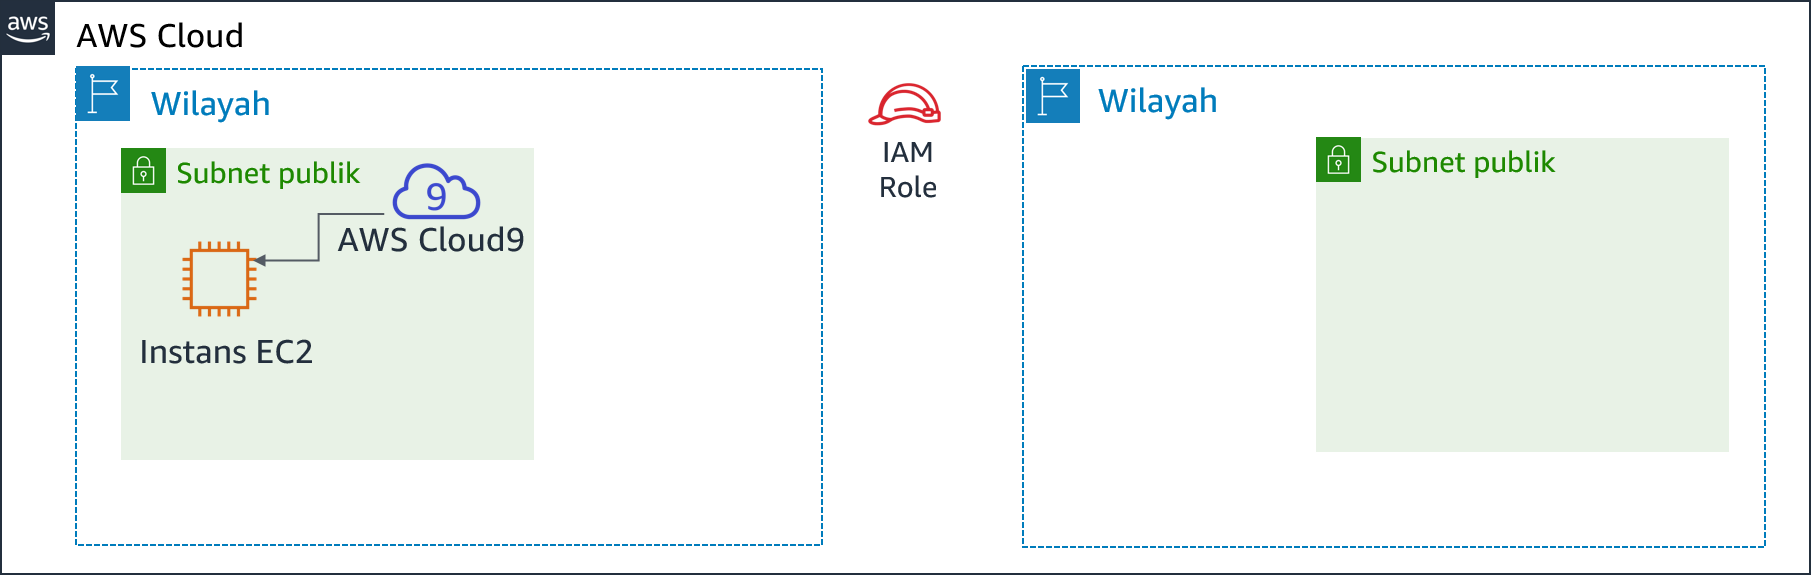 aws
AWS Cloud
Wilayah
Subnet publik
9
AWS Cloud9
Instans EC2
IAM
Role
Wilayah
Subnet publik